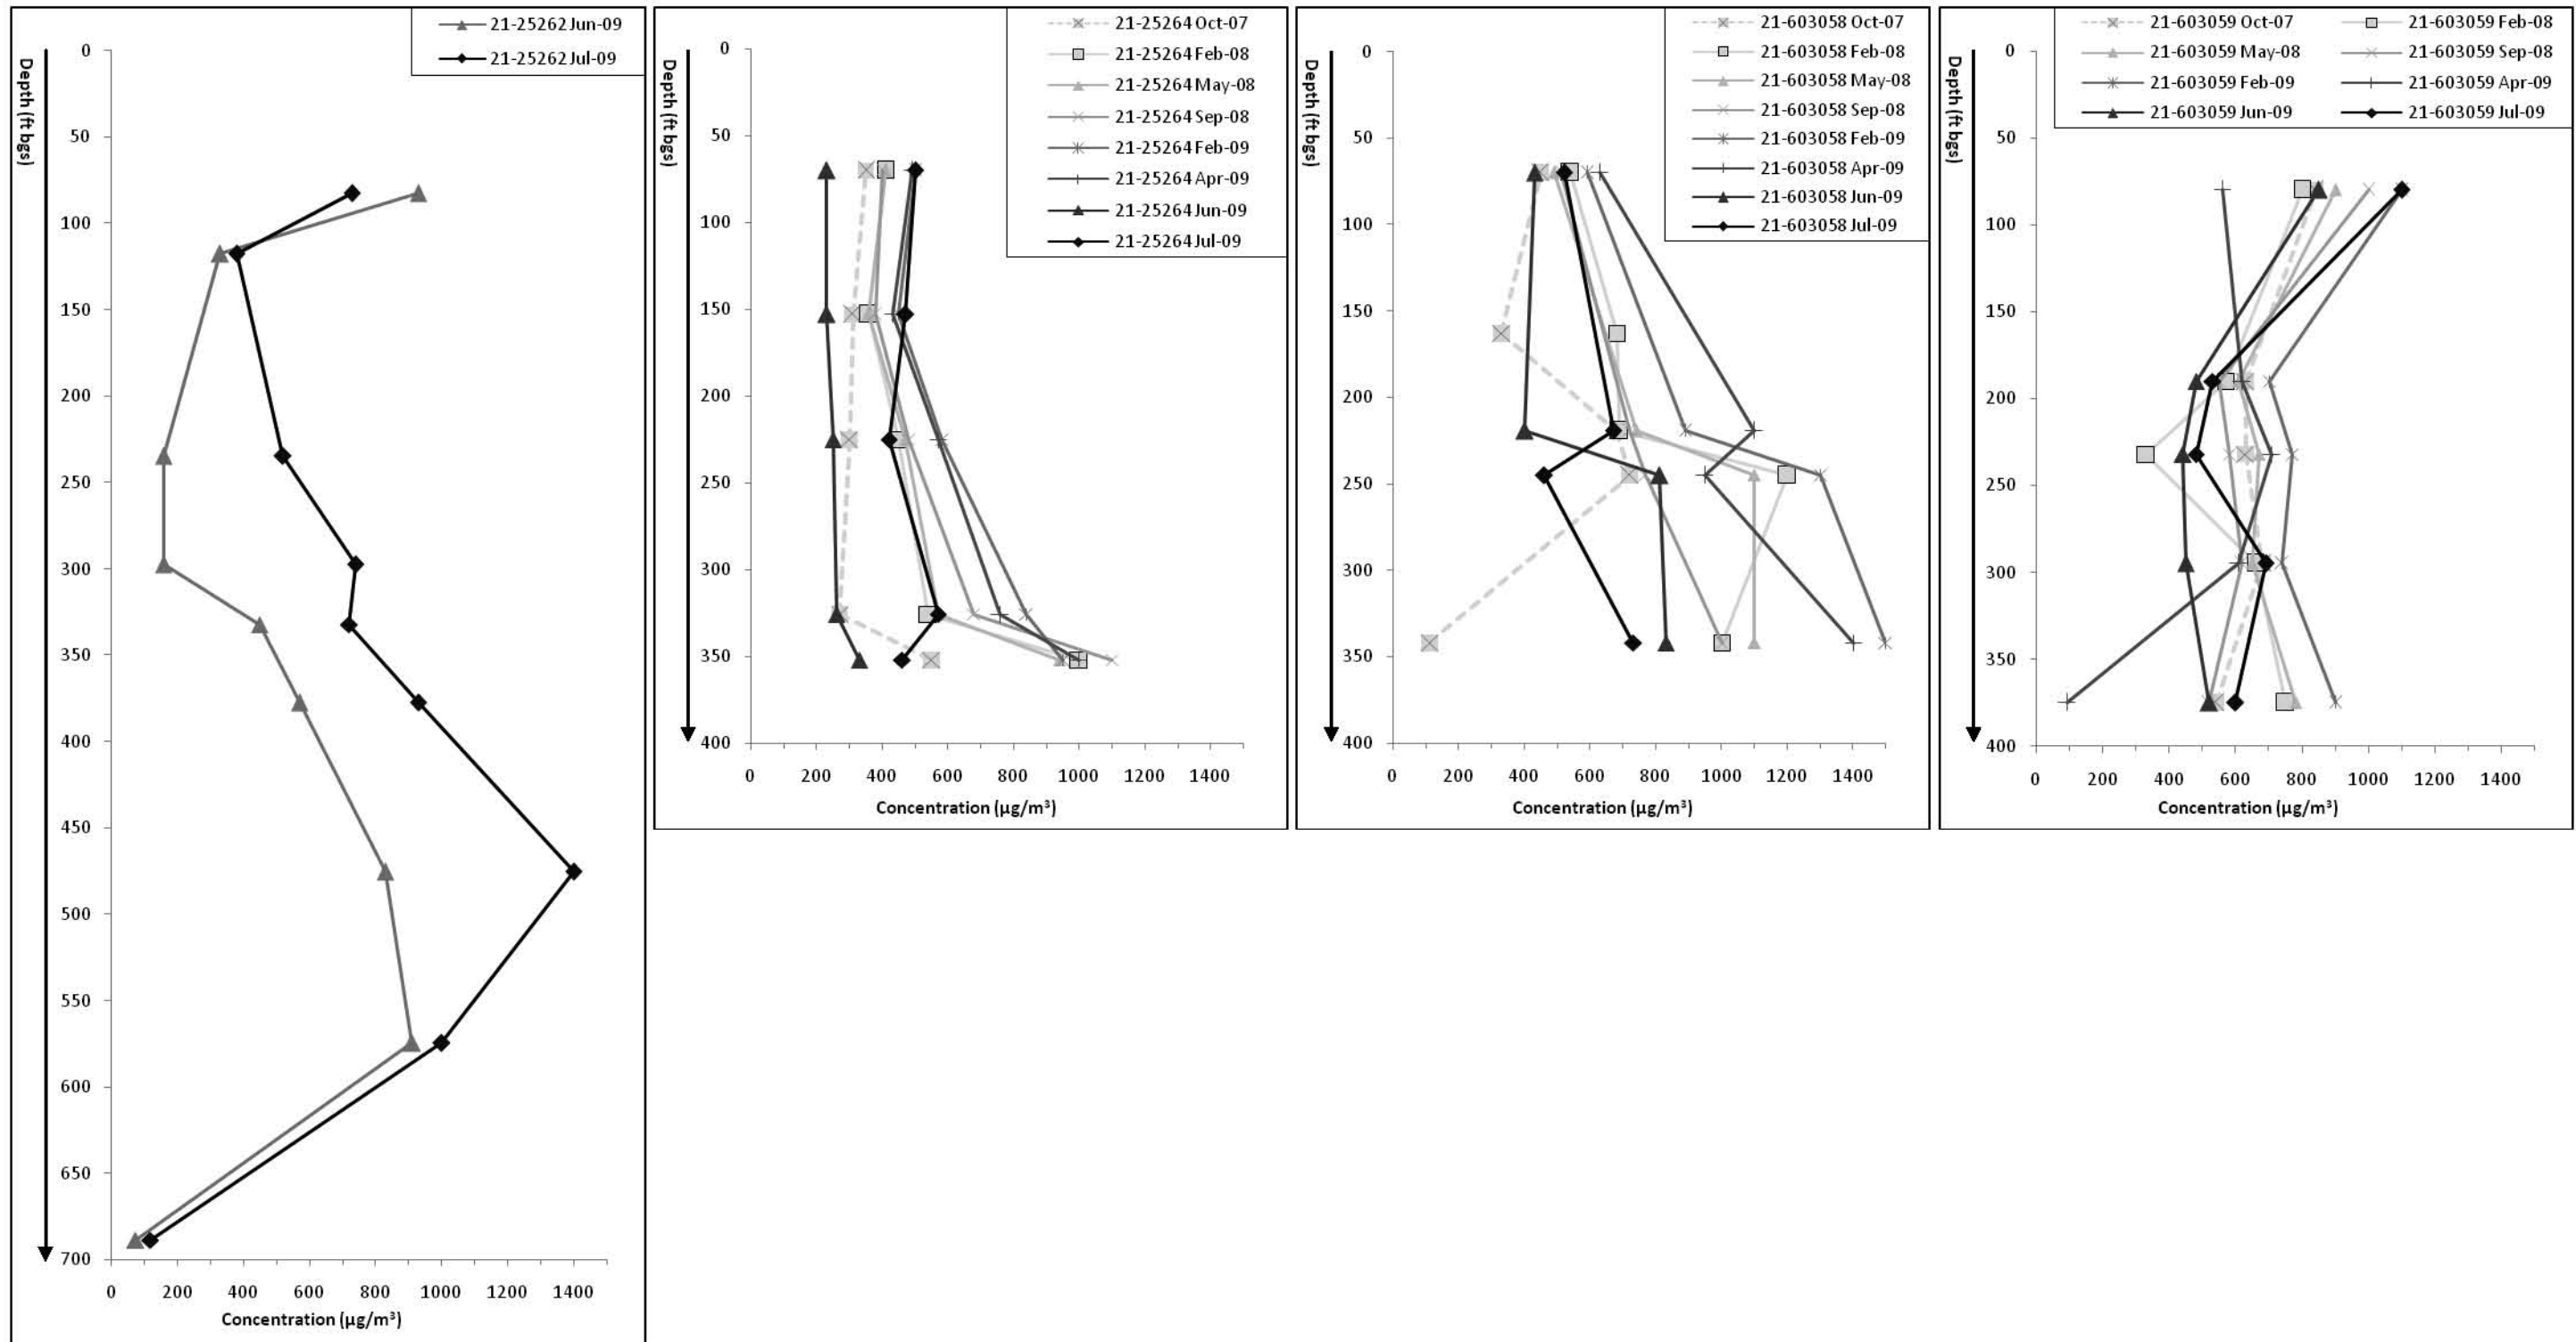 21-25262 Jun-09
21-25262 Jul-09
Depth (ft bgs)
0
50
100
150
200
250
300
350
400
450
500
550
600
650
700
0 200 400 600 800 1000 1200 1400
Concentration (µg/m³)
21-25264 Oct-07
21-25264 Feb-08
21-25264 May-08
21-25264 Sep-08
21-25264 Feb-09
21-25264 Apr-09
21-25264 Jun-09
21-25264 Jul-09
Depth (ft bgs)
0
50
100
150
200
250
300
350
400
0 200 400 600 800 1000 1200 1400
Concentration (µg/m³)
21-603058 Oct-07
21-603058 Feb-08
21-603058 May-08
21-603058 Sep-08
21-603058 Feb-09
21-603058 Apr-09
21-603058 Jun-09
21-603058 Jul-09
Depth (ft bgs)
0
50
100
150
200
250
300
350
400
0 200 400 600 800 1000 1200 1400
Concentration (µg/m³)
21-603059 Oct-07 21-603059 Feb-08
21-603059 May-08 21-603059 Sep-08
21-603059 Feb-09 21-603059 Apr-09
21-603059 Jun-09 21-603059 Jul-09
Depth (ft bgs)
0
50
100
150
200
250
300
350
400
0 200 400 600 800 1000 1200 1400
Concentration (µg/m³)